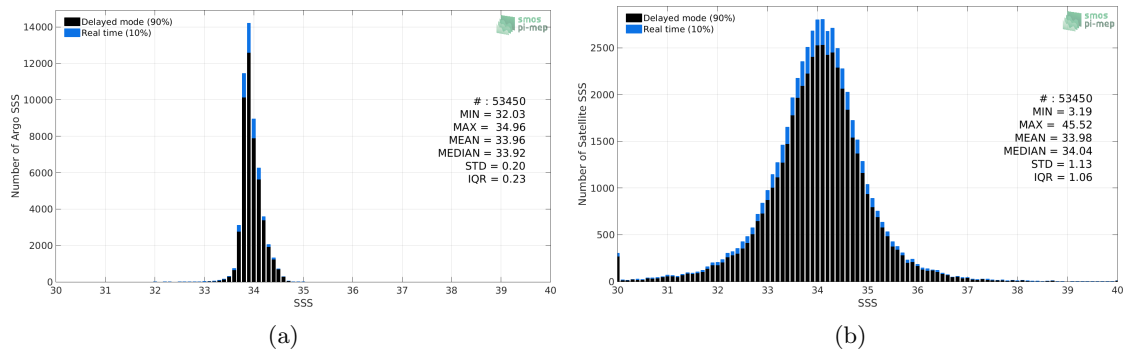 Delayed mode (90%)
Real time (10%)
smos
pi-mep
14000
12000
10000
8000
6000
4000
2000
0
Number of Argo SSS
# : 53450
MIN = 32.03
MAX = 34.96
MEAN = 33.96
MEDIAN = 33.92
STD = 0.20
IQR = 0.23
30 31 32 33 34 35 36 37 38 39 40
SSS
(a)
Delayed mode (90%)
Real time (10%)
smos
pi-mep
2500
2000
1500
1000
500
0
Number of Satellite SSS
# : 53450
MIN = 3.19
MAX = 45.52
MEAN = 33.98
MEDIAN = 34.04
STD = 1.13
IQR = 1.06
30 31 32 33 34 35 36 37 38 39 40
SSS
(b)